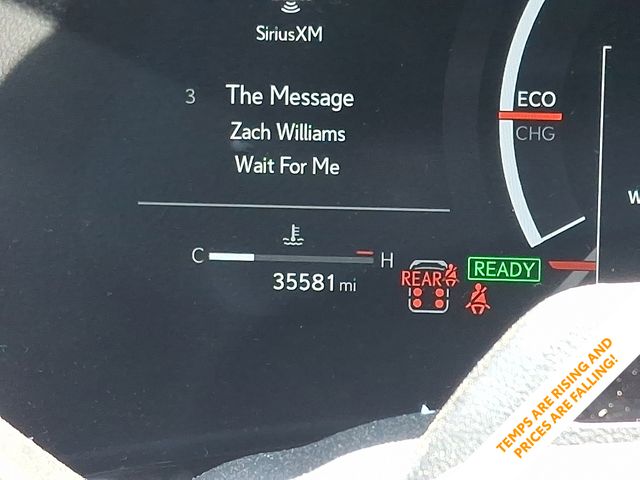 SiriusXM
3 The Message
Zach Williams
Wait For Me
ECO
CHG
C H
35581 mi
REAR
READY
W
TEMPS ARE RISING AND
PRICES ARE FALLING!